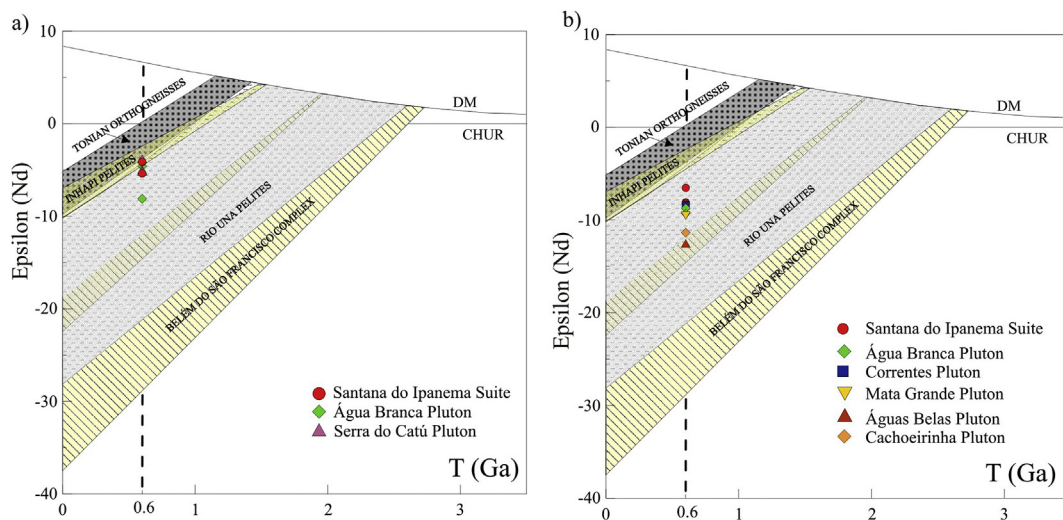 a)
10
0
-10
-20
-30
-40
Epsilon (Nd)
TONIAN ORTHOGNEISSES
INHAPI PELITES
RIO UNA PELITES
BELÉM DO SÃO FRANCISCO COMPLEX
DM
CHUR
Santana do Ipanema Suite
Água Branca Pluton
Serra do Catú Pluton
T (Ga)
0
0.6
1
2
3
b)
10
0
-10
-20
-30
-40
Epsilon (Nd)
TONIAN ORTHOGNEISSES
INHAPI PELITES
RIO UNA PELITES
BELÉM DO SÃO FRANCISCO COMPLEX
DM
CHUR
Santana do Ipanema Suite
Água Branca Pluton
Correntes Pluton
Mata Grande Pluton
Águas Belas Pluton
Cachoeirinha Pluton
T (Ga)
0
0.6
1
2
3